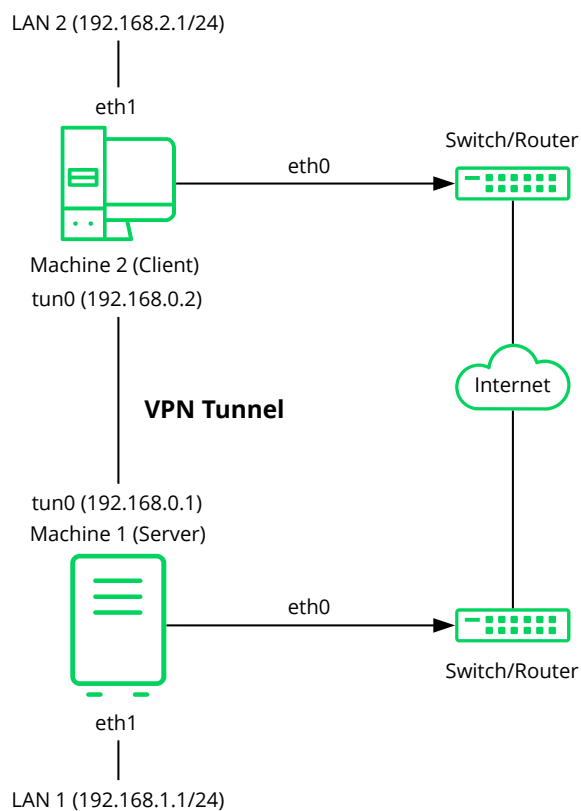 LAN 2 (192.168.2.1/24)
eth1
Switch/Router
eth0
Machine 2 (Client)
tun0 (192.168.0.2)
Internet
VPN Tunnel
tun0 (192.168.0.1)
Machine 1 (Server)
eth0
Switch/Router
eth1
LAN 1 (192.168.1.1/24)